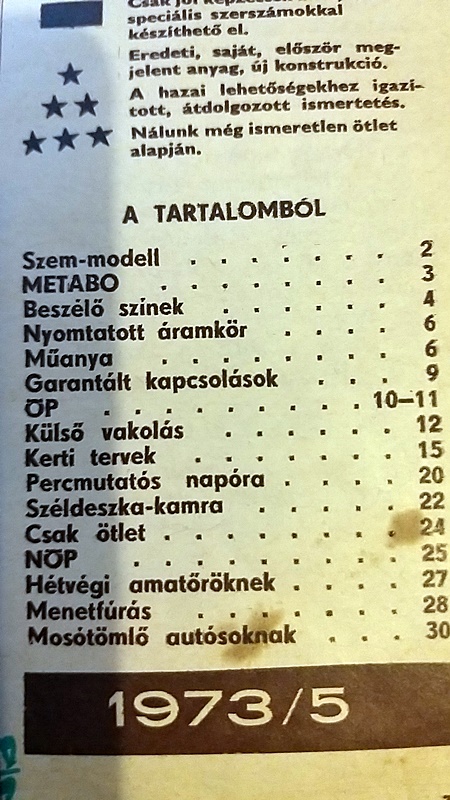 Csak jól
speciális szerszámokkal
készíthető el.
Eredeti, saját, először meg-
jelent anyag, új konstrukció.
A hazai lehetőségekhez igazí-
tott, átdolgozott ismertetés.
Nálunk még ismeretlen ötlet
alapján.
A TARTALOMBÓL
Szem-modell . . . . . . . 2
METABO . . . . . . . . 3
Beszélő színek . . . . . . 4
Nyomtatott áramkör . . . . 6
Műanya . . . . . . . . 6
Garantált kapcsolások . . . 9
ÖP . . . . . . . . . 10—11
Külső vakolás . . . . . . 12
Kerti tervek . . . . . . . 15
Percmutatós napóra . . . . 20
Széldeszka-kamra . . . . . 22
Csak ötlet . . . . . . . . 24
NÖP . . . . . . . . . 25
Hétvégi amatőröknek . . . . 27
Menetfúrás . . . . . . . 28
Mosótömlő autósoknak . . . 30
1973/5